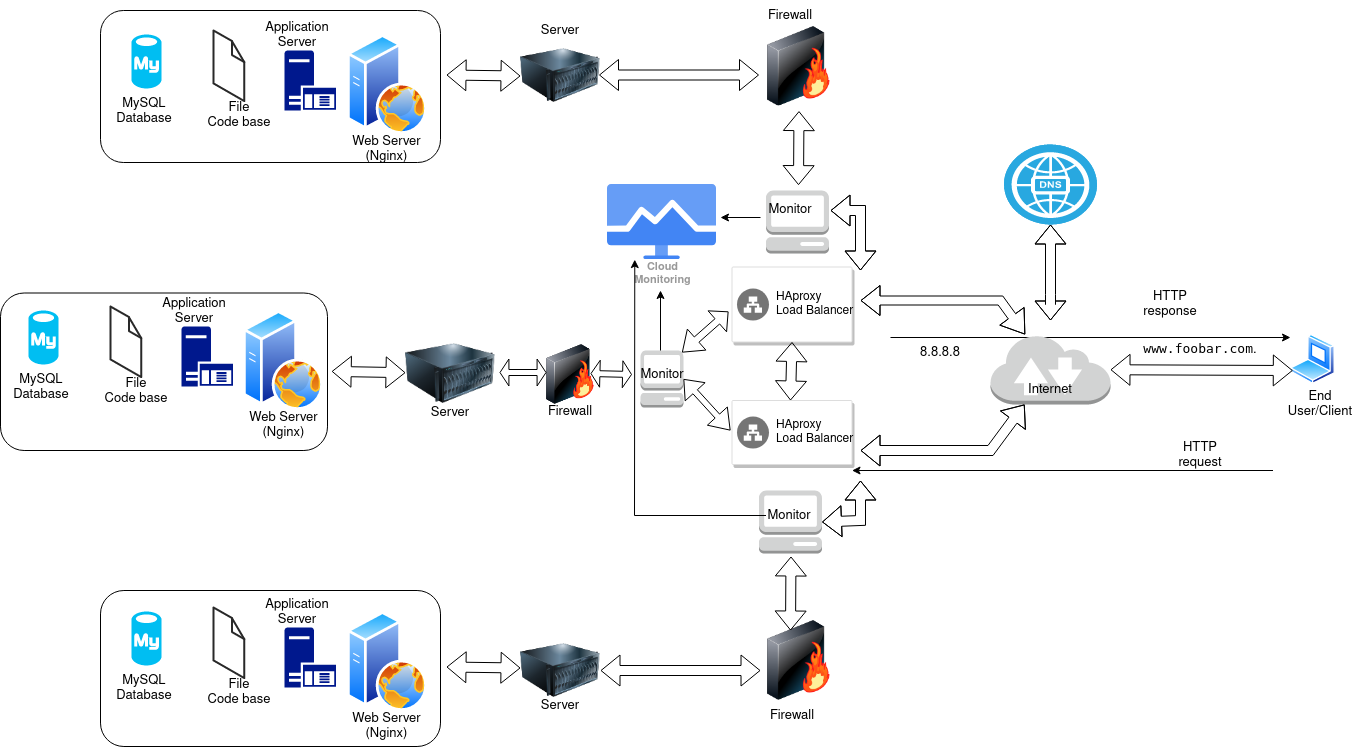 Firewall
Server
Application
Server
My
MySQL
Database
File
Code base
Web Server
(Nginx)
DNS
Monitor
Cloud
Monitoring
HAproxy
Load Balancer
HTTP
response
8.8.8.8
www.foobar.com.
Internet
End
User/Client
Application
Server
My
MySQL
Database
File
Code base
Web Server
(Nginx)
Server
Firewall
Monitor
HAproxy
Load Balancer
HTTP
request
Monitor
Application
Server
My
MySQL
Database
File
Code base
Web Server
(Nginx)
Server
Firewall